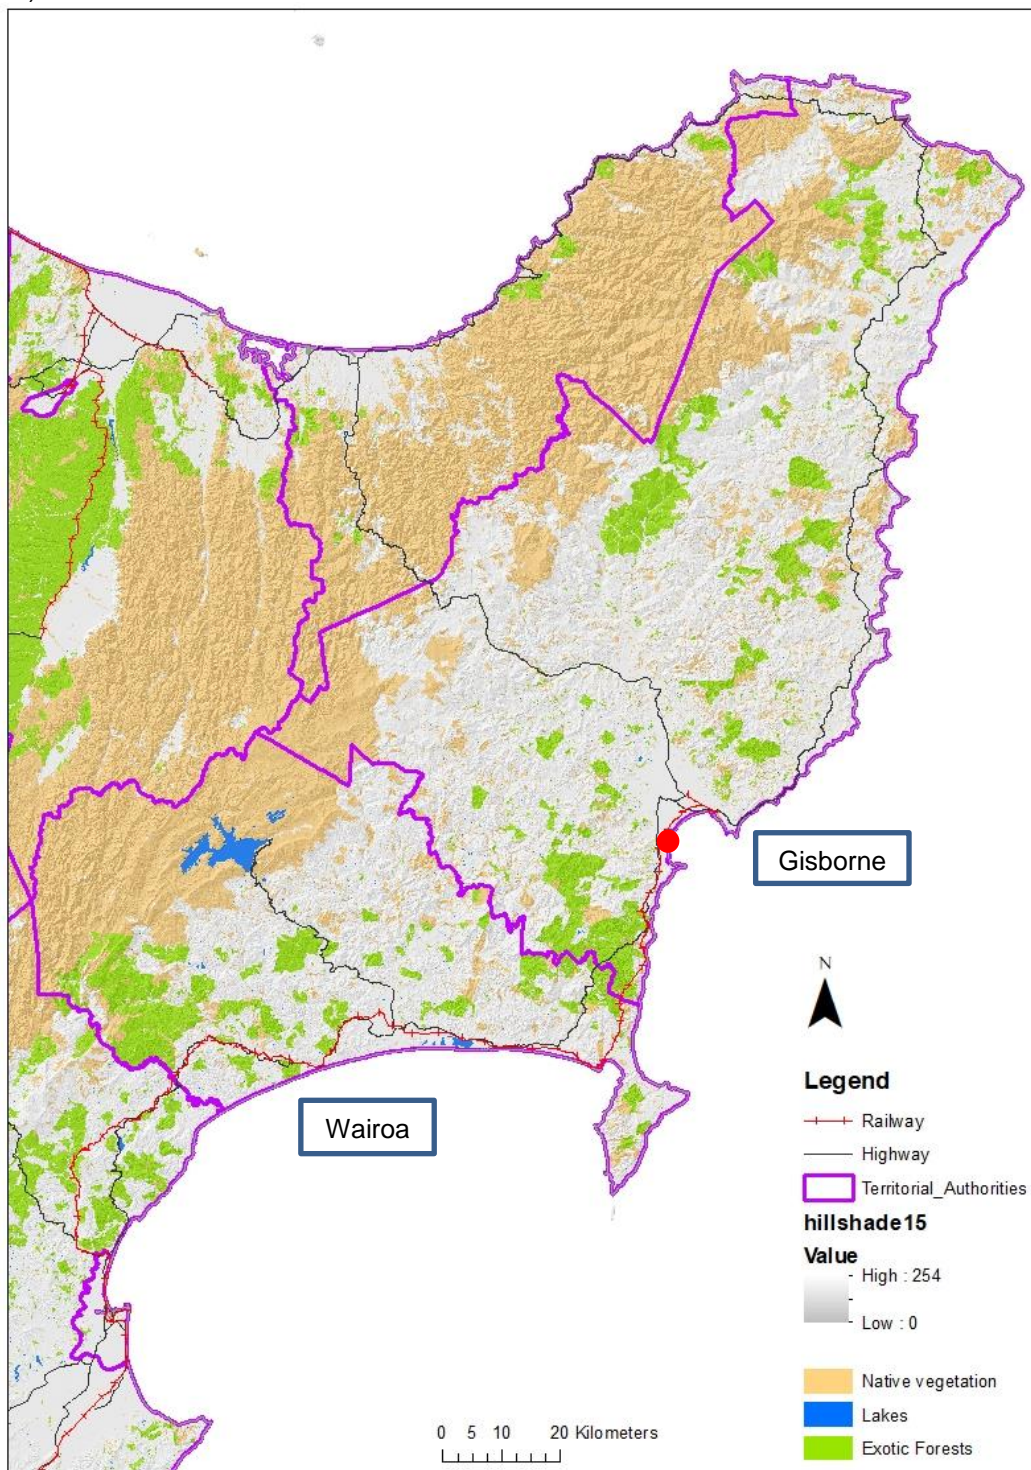 Gisborne
Wairoa
N
Legend
Railway
Highway
Territorial_Authorities
hillshade15
Value
High : 254
Low : 0
Native vegetation
Lakes
Exotic Forests
0 5 10 20 Kilometers